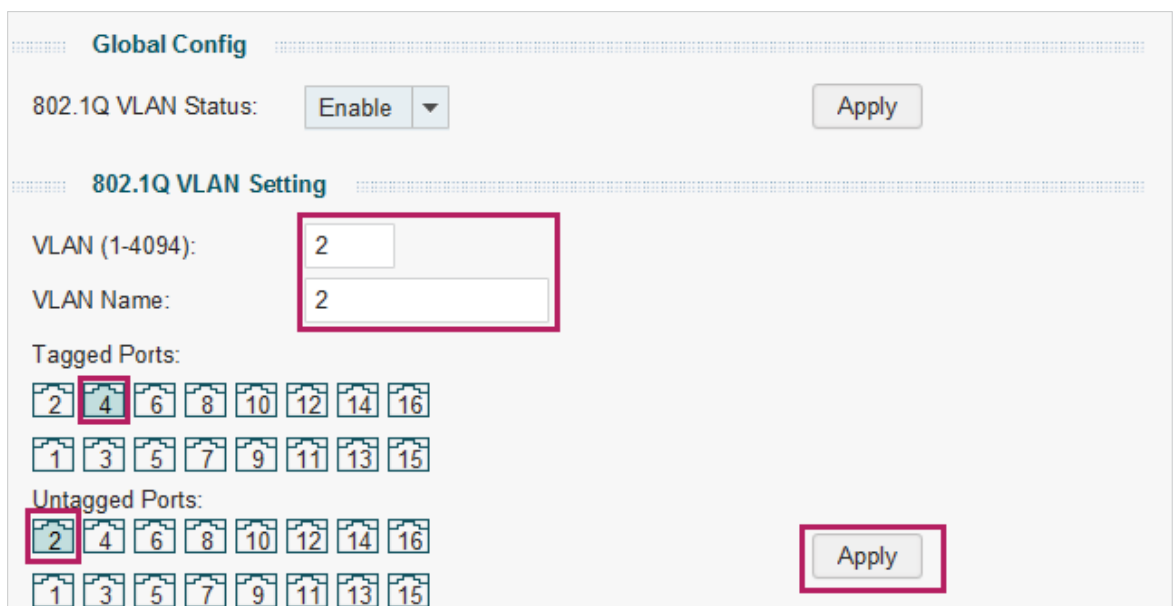 Global Config
802.1Q VLAN Status: Enable Apply
802.1Q VLAN Setting
VLAN (1-4094): 2
VLAN Name: 2
Tagged Ports:
2 4 6 8 10 12 14 16
1 3 5 7 9 11 13 15
Untagged Ports:
2 4 6 8 10 12 14 16
Apply
1 3 5 7 9 11 13 15